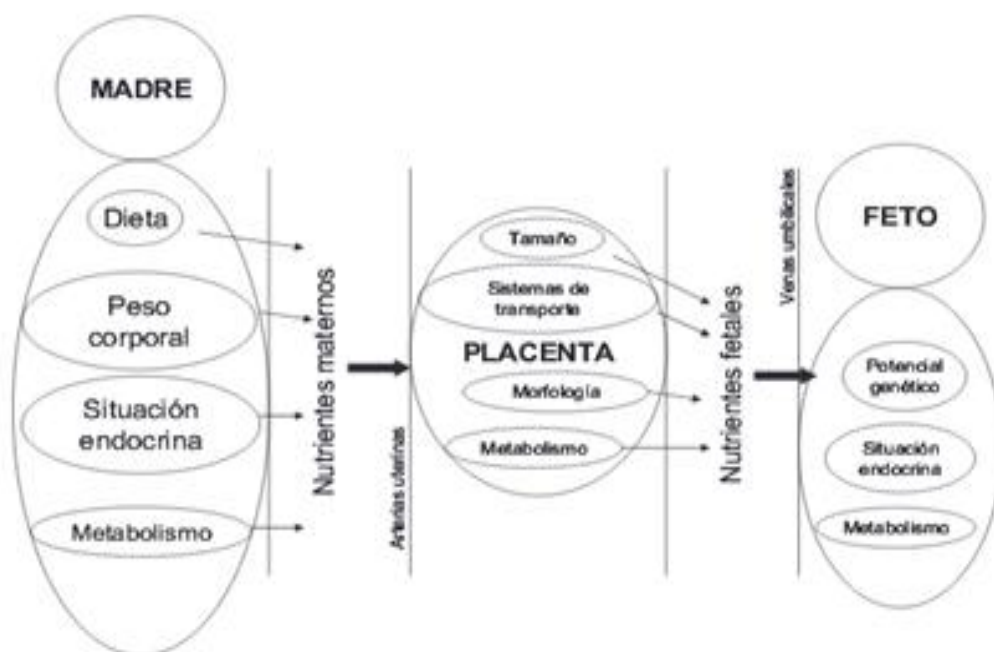 MADRE
Dieta
Peso
corporal
Situación
endocrina
Metabolismo
Nutrientes maternos
Arterias uterinas
Tamaño
Sistemas de
transporte
PLACENTA
Morfología
Metabolismo
Nutrientes fetales
Venas umbilicales
FETO
Potencial
genético
Situación
endocrina
Metabolismo